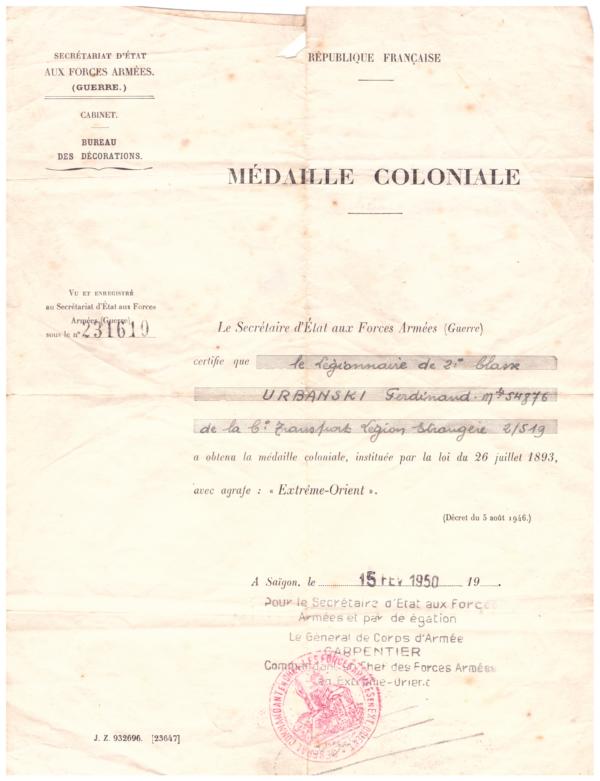 SECRÉTARIAT D'ÉTAT
AUX FORCES ARMÉES.
(GUERRE.)
CABINET.
BUREAU
DES DÉCORATIONS.
RÉPUBLIQUE FRANÇAISE
MÉDAILLE COLONIALE
VU ET ENREGISTRÉ
au Secrétariat d'État aux Forces
Armées (Guerre)
sous le n° 231610
Le Secrétaire d'État aux Forces Armées (Guerre)
certifie que le légionnaire de 2e Classe
URBANSKI Ferdinand. Mle 54876
de la Cie Transport Légion Etrangère 2/519
a obtenu la médaille coloniale, instituée par la loi du 26 juillet 1893,
avec agrafe : « Extrême-Orient ».
(Décret du 5 août 1946.)
A Saïgon, le 15 FEV 1950 19 .
Pour le Secrétaire d'Etat aux Forces
Armées et par dé égation
Le Général de Corps d'Armée
CARPENTIER
Commandant en Chef des Forces Armées
en Extrême-Orient
J. Z. 932696. [23647]